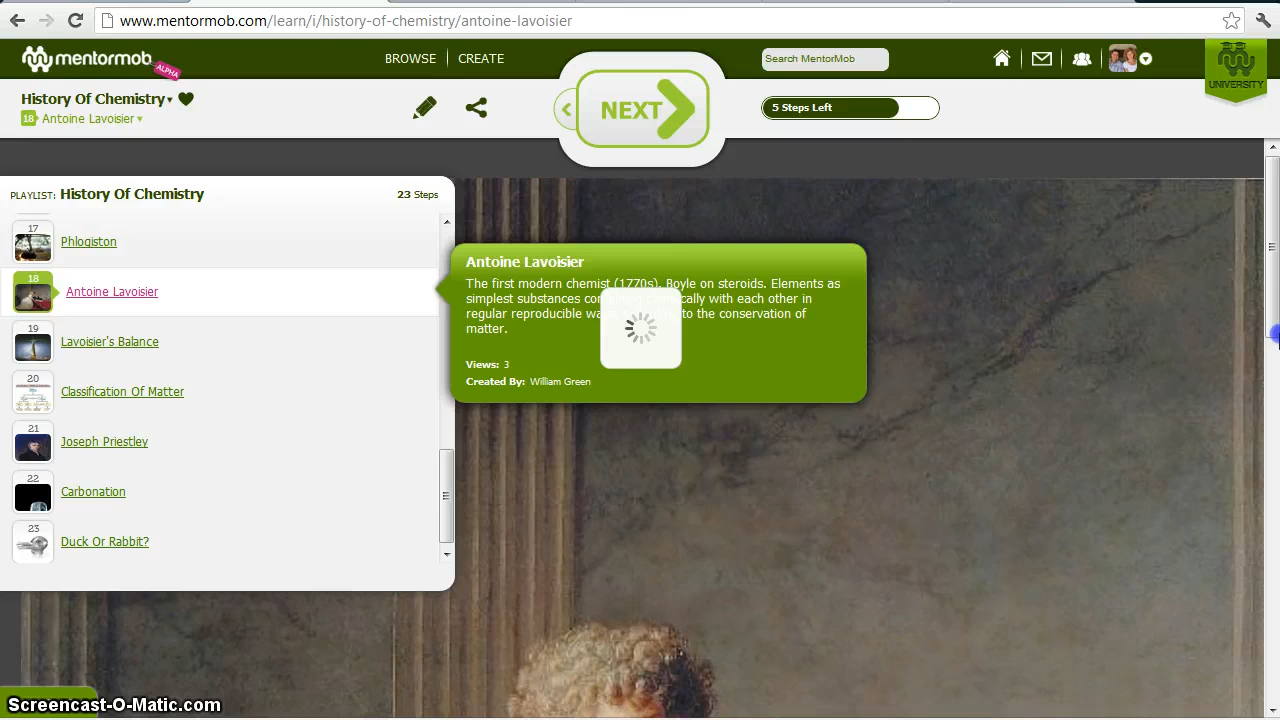 www.mentormob.com/learn/i/history-of-chemistry/antoine-lavoisier
mentormob
ALPHA
BROWSE
CREATE
Search MentorMob
UNIVERSITY
History Of Chemistry
18 Antoine Lavoisier
NEXT
5 Steps Left
PLAYLIST: History Of Chemistry
23 Steps
17
Phlogiston
18
Antoine Lavoisier
19
Lavoisier's Balance
20
Classification Of Matter
21
Joseph Priestley
22
Carbonation
23
Duck Or Rabbit?
Antoine Lavoisier
The first modern chemist (1770s). Boyle on steroids. Elements as
simplest substances chemically with each other in
regular reproducible to the conservation of
matter.
Views: 3
Created By: William Green
Screencast-O-Matic.com